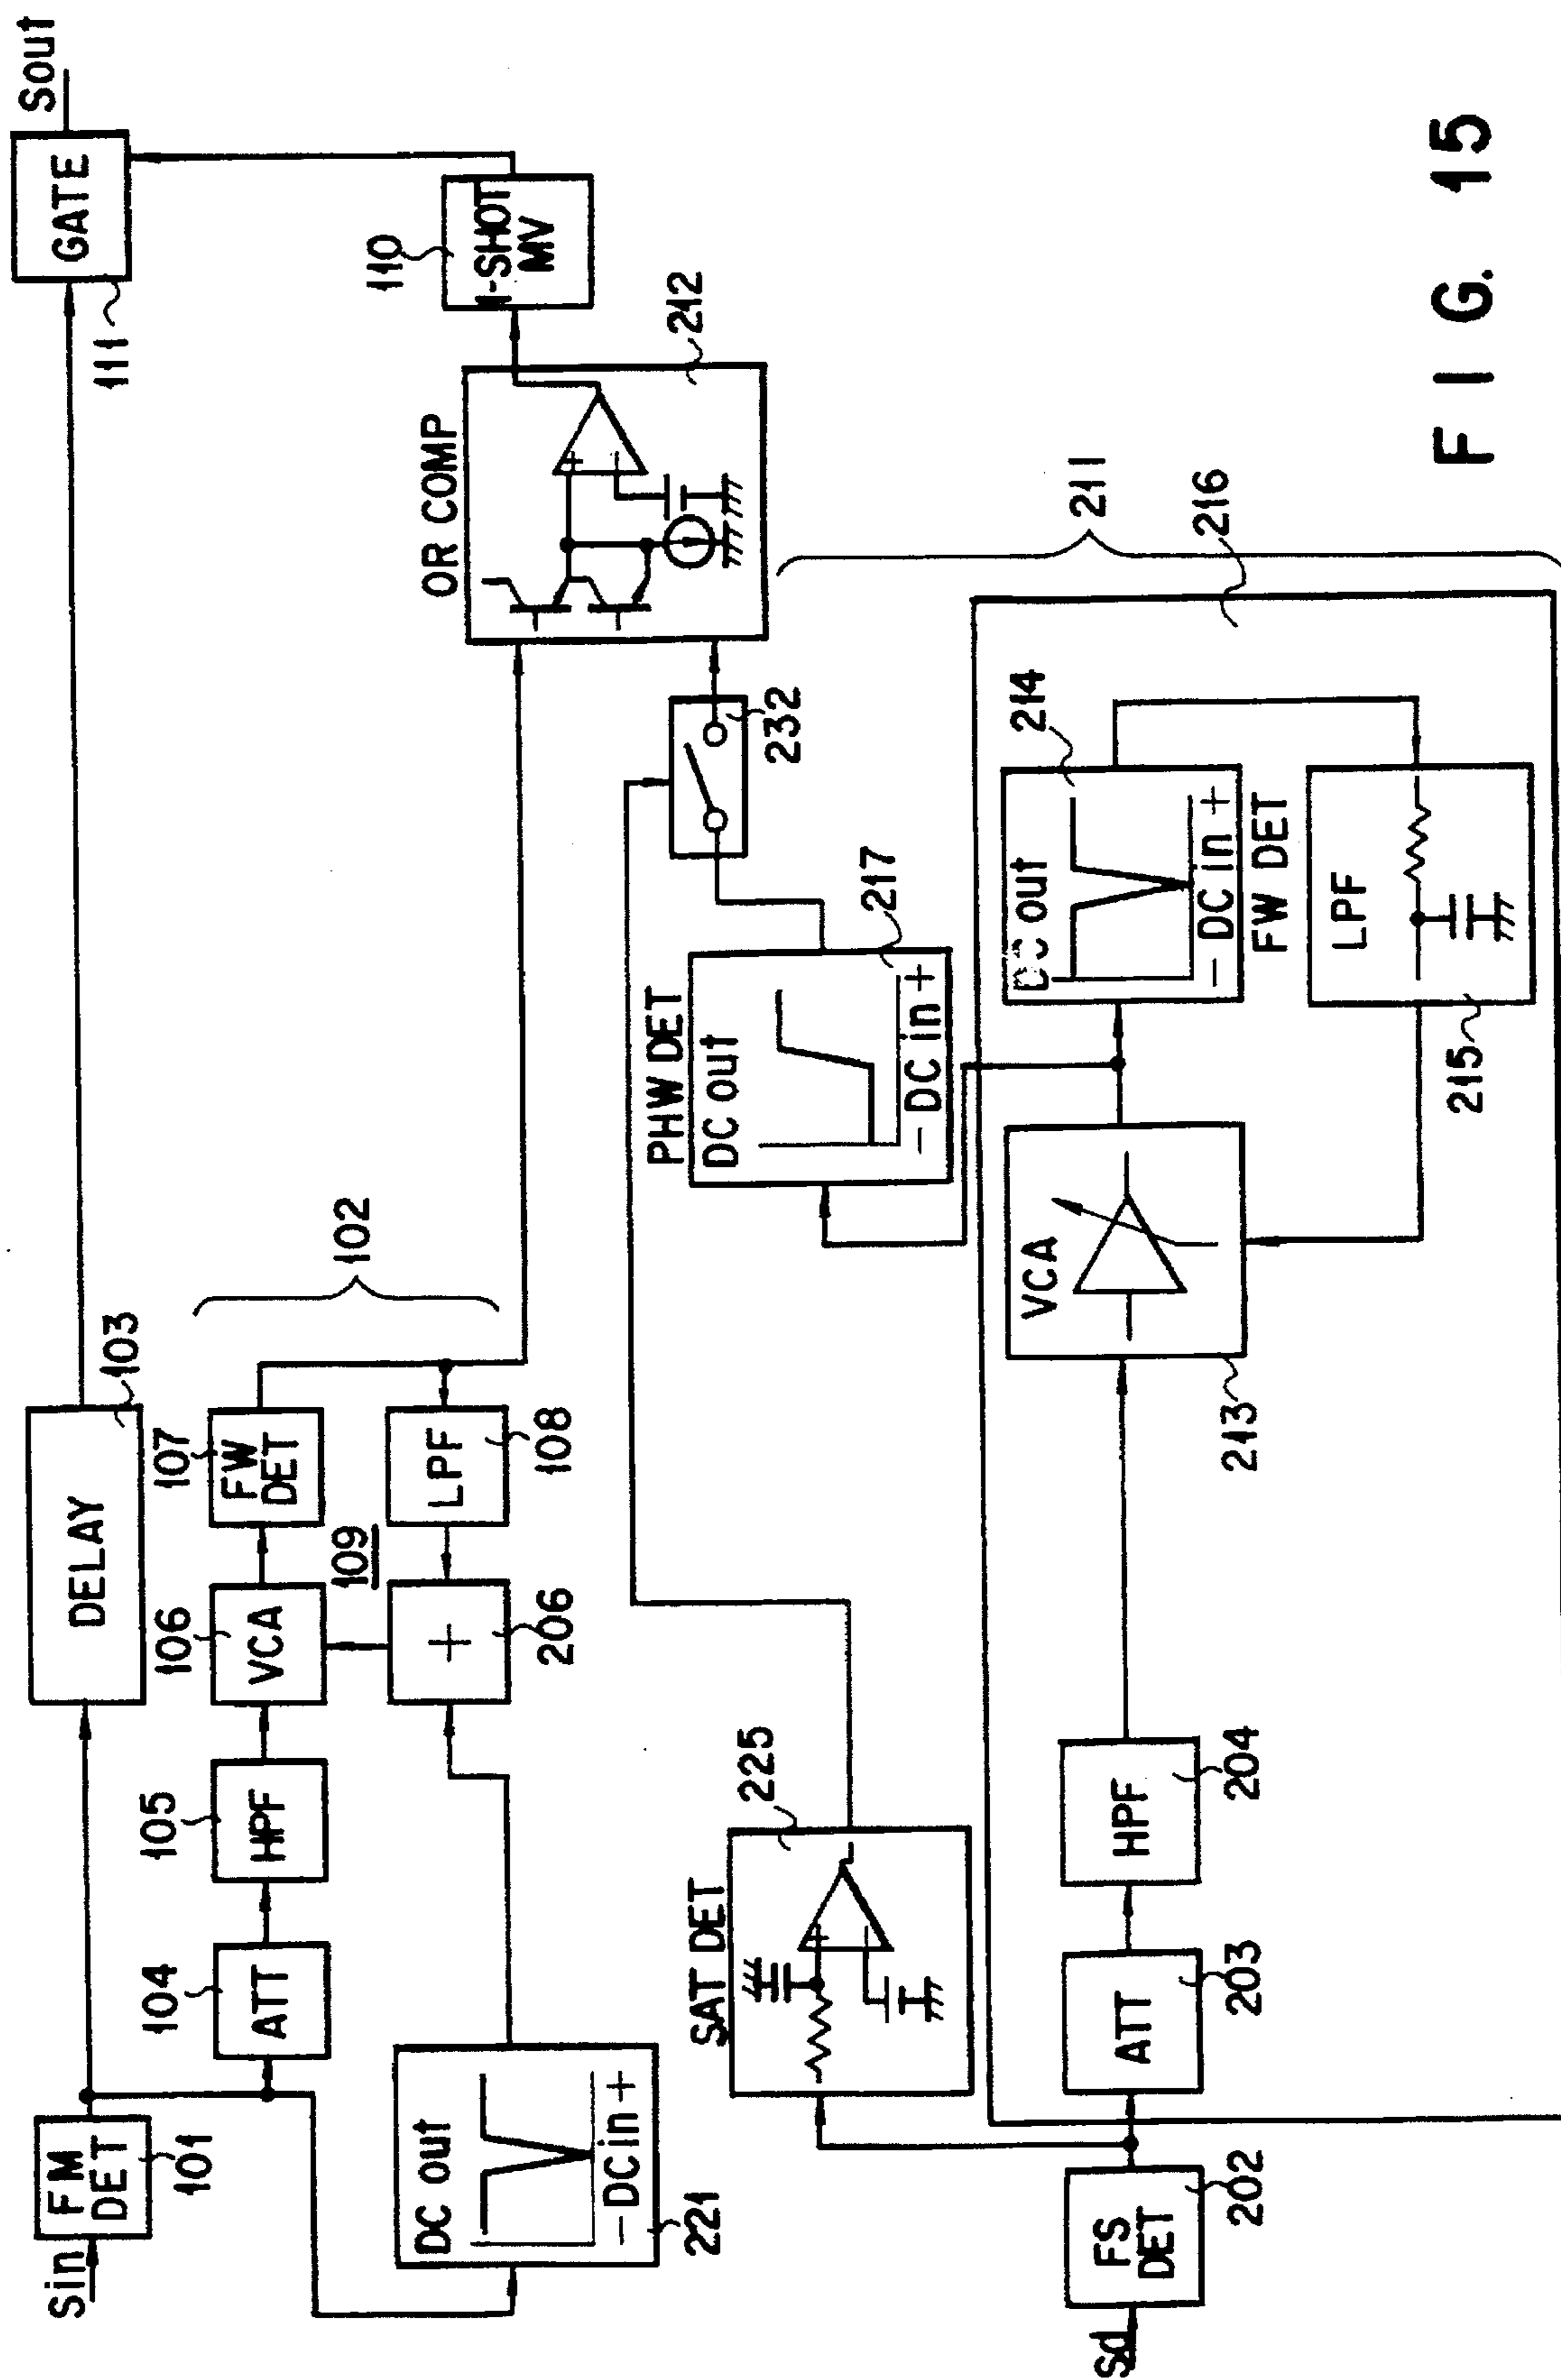 Sin
FM
DET
101
DELAY
103
GATE
111
Sout
104
ATT
105
HPF
106
VCA
107
FW
DET
102
109
+
206
LPF
108
DC out
- DC in +
221
OR COMP
+
-
212
110
1-SHOT
MV
SAT DET
+
-
225
232
PHW DET
DC out
- DC in +
217
211
216
Sd
FS
DET
202
ATT
203
HPF
204
VCA
213
214
DC out
- DC in +
FW DET
LPF
215
FIG. 15